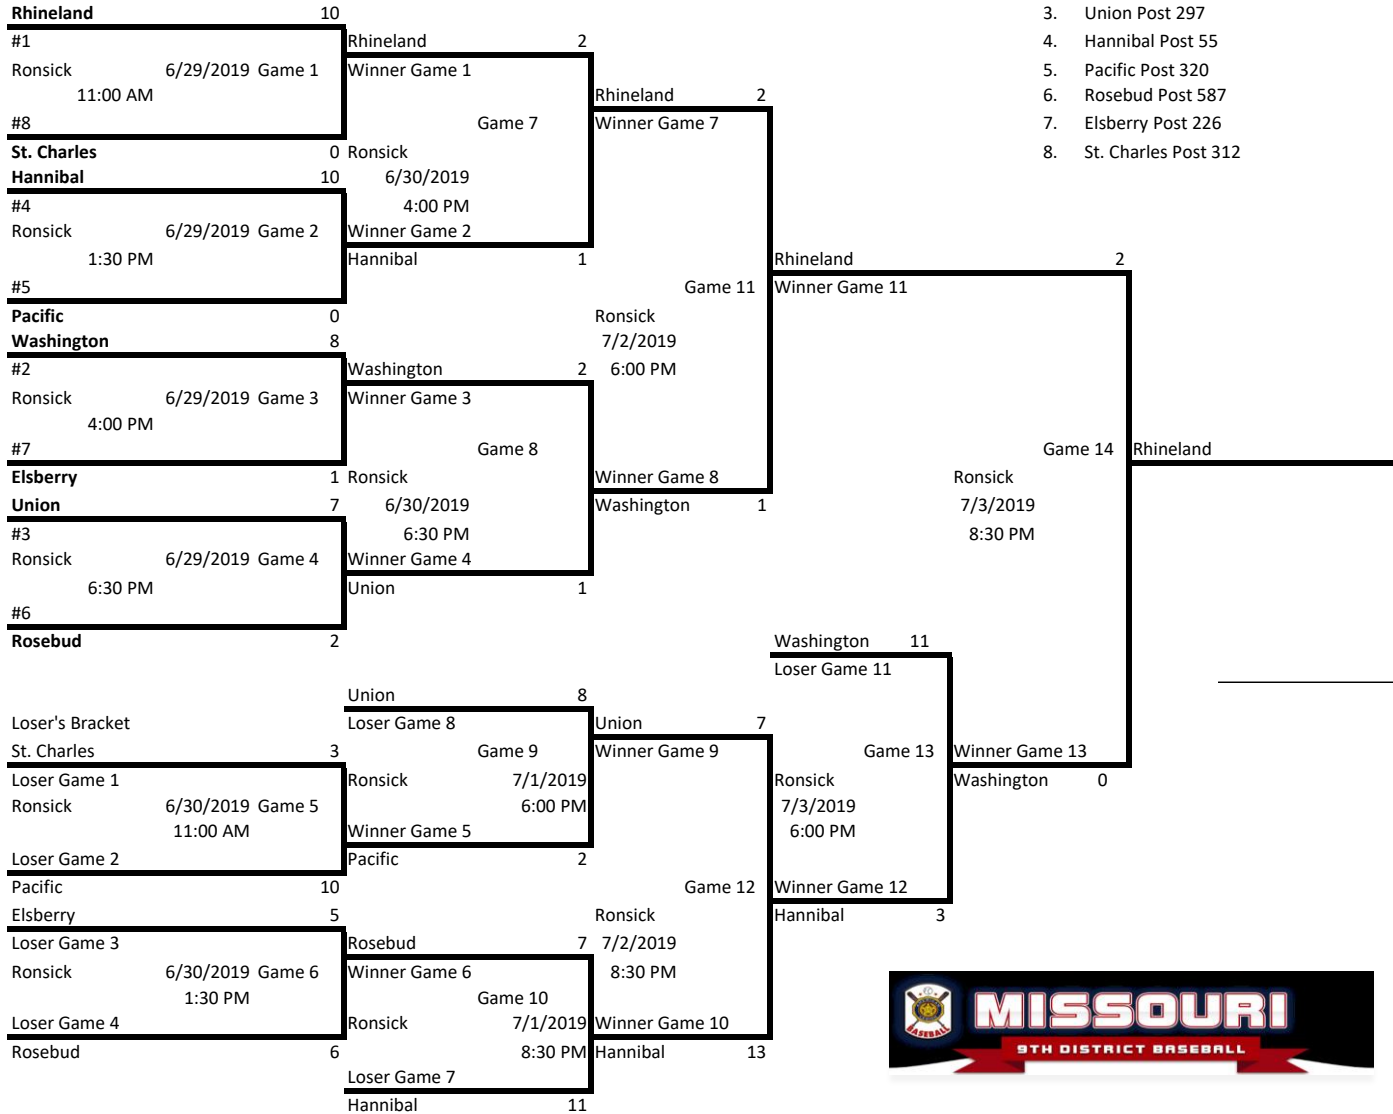 Rhineland 10 3. Union Post 297
#1 Rhineland 2 4. Hannibal Post 55
Ronsick 6/29/2019 Game 1 Winner Game 1 5. Pacific Post 320
11:00 AM Rhineland 2 6. Rosebud Post 587
#8 Game 7 Winner Game 7 7. Elsberry Post 226
St. Charles 0 Ronsick 8. St. Charles Post 312
Hannibal 10 6/30/2019
#4 4:00 PM
Ronsick 6/29/2019 Game 2 Winner Game 2
1:30 PM Hannibal 1 Rhineland 2
#5 Game 11 Winner Game 11
Pacific 0 Ronsick
Washington 8 7/2/2019
#2 Washington 2 6:00 PM
Ronsick 6/29/2019 Game 3 Winner Game 3
4:00 PM
#7 Game 8 Game 14 Rhineland
Elsberry 1 Ronsick Winner Game 8 Ronsick
Union 7 6/30/2019 Washington 1 7/3/2019
#3 6:30 PM 8:30 PM
Ronsick 6/29/2019 Game 4 Winner Game 4
6:30 PM Union 1
#6
Rosebud 2 Washington 11
Loser Game 11
Union 8
Loser's Bracket Loser Game 8 Union 7
St. Charles 3 Game 9 Winner Game 9 Game 13 Winner Game 13
Loser Game 1 Ronsick 7/1/2019 Ronsick Washington 0
Ronsick 6/30/2019 Game 5 6:00 PM 7/3/2019
11:00 AM Winner Game 5 6:00 PM
Loser Game 2 Pacific 2
Pacific 10 Game 12 Winner Game 12
Elsberry 5 Ronsick Hannibal 3
Loser Game 3 Rosebud 7 7/2/2019
Ronsick 6/30/2019 Game 6 Winner Game 6 8:30 PM
1:30 PM Game 10
Loser Game 4 Ronsick 7/1/2019 Winner Game 10
Rosebud 6 8:30 PM Hannibal 13
Loser Game 7
Hannibal 11
MISSOURI
BASEBALL
9TH DISTRICT BASEBALL